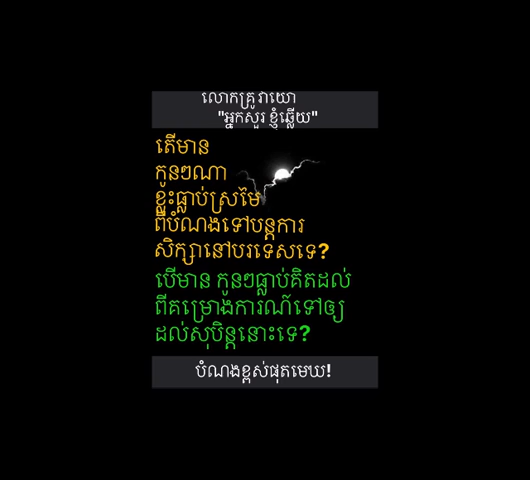 លោកគ្រូវាយោ
"អ្នកសួរ ខ្ញុំឆ្លើយ"
តើមាន
កូនៗណា
ខ្លះធ្លាប់ស្រមៃ
ពីបំណងទៅបន្តការ
សិក្សានៅបរទេសទេ?
បើមាន កូនៗធ្លាប់គិតដល់
ពីគម្រោងការណ៍ទៅឲ្យ
ដល់សុបិន្តនោះទេ?
បំណងខ្ពស់ផុតមេឃ!